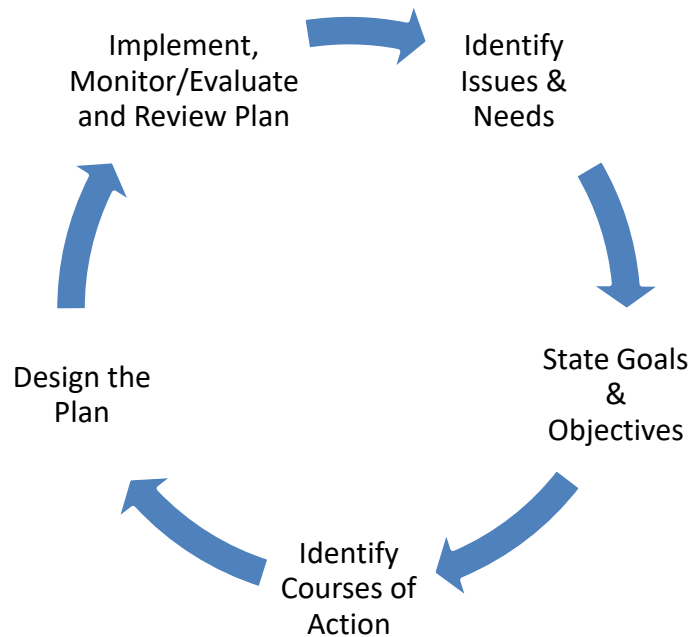 Implement,
Monitor/Evaluate
and Review Plan
Identify
Issues &
Needs
State Goals
&
Objectives
Identify
Courses of
Action
Design the
Plan